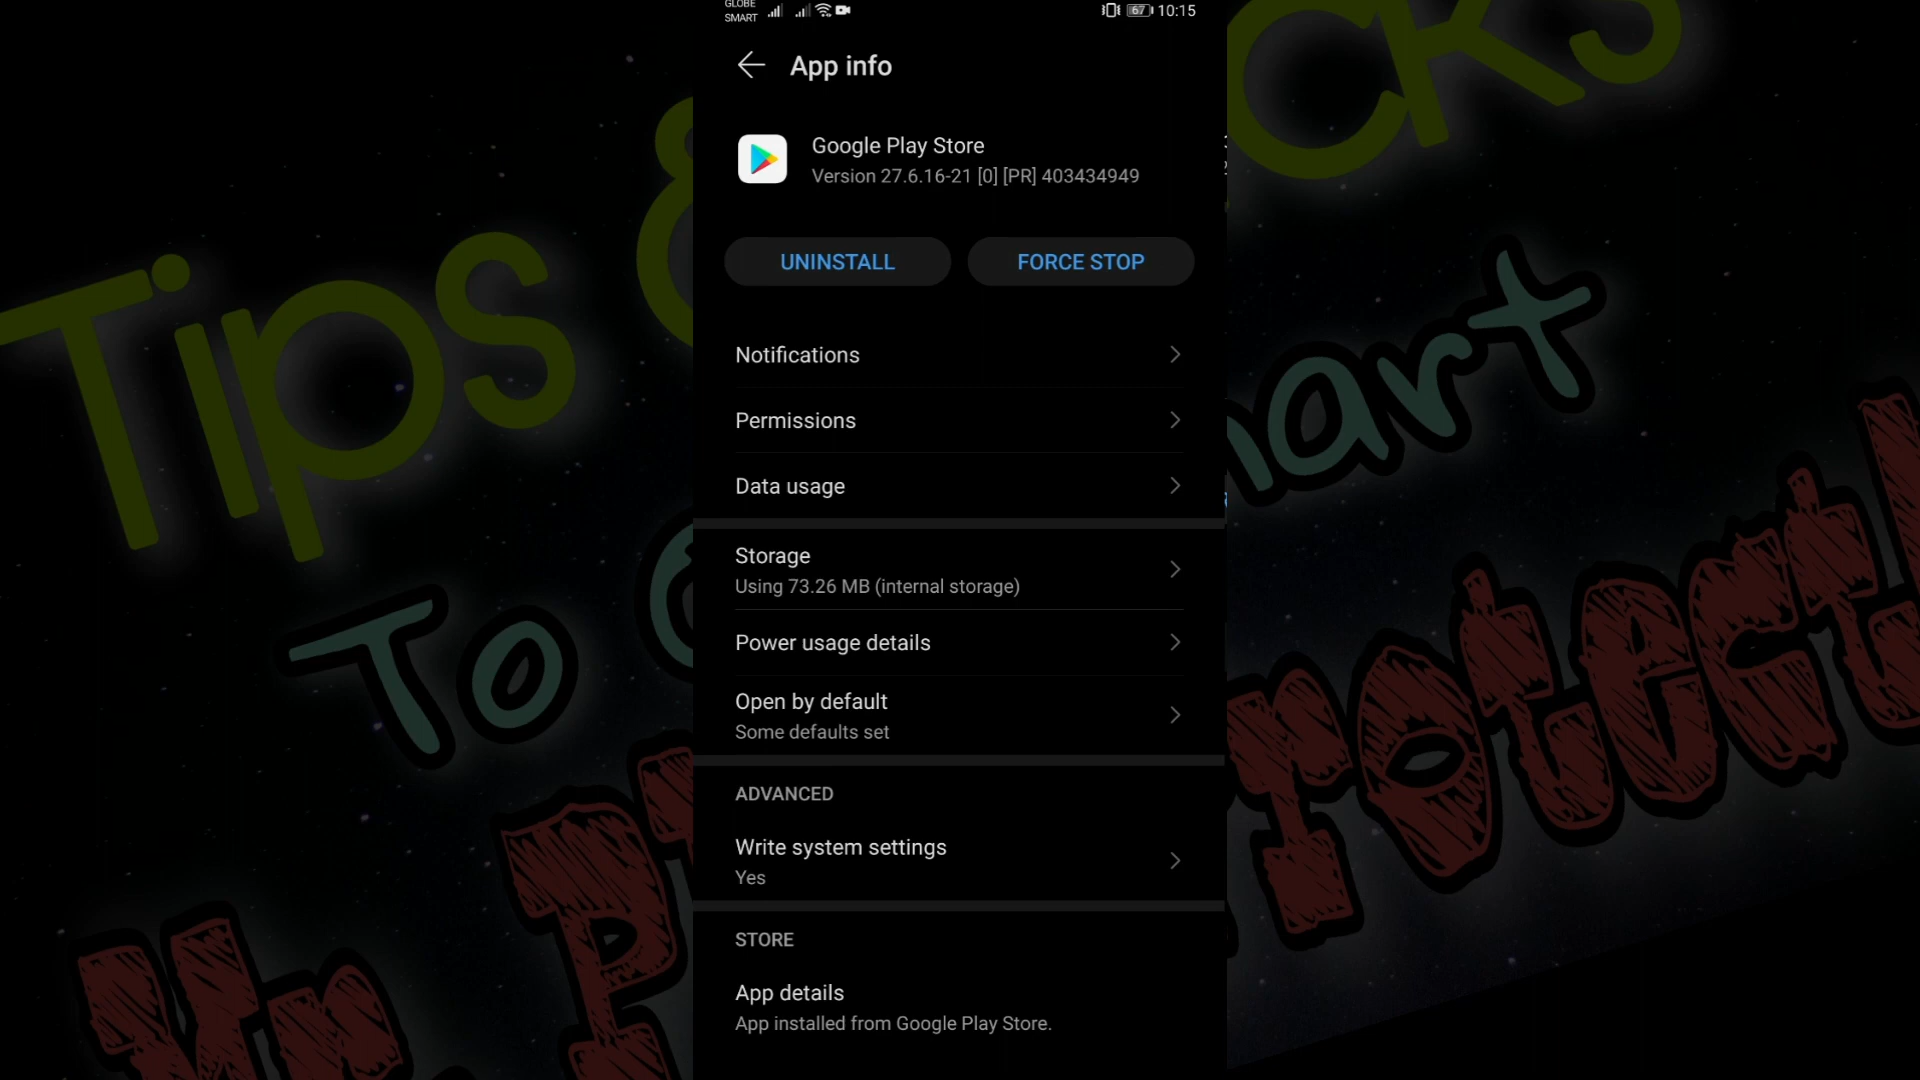 GLOBE
SMART
67 10:15
App info
Google Play Store
Version 27.6.16-21 [0] [PR] 403434949
UNINSTALL
FORCE STOP
Notifications
Permissions
Data usage
Storage
Using 73.26 MB (internal storage)
Power usage details
Open by default
Some defaults set
ADVANCED
Write system settings
Yes
STORE
App details
App installed from Google Play Store.
Tips &
To